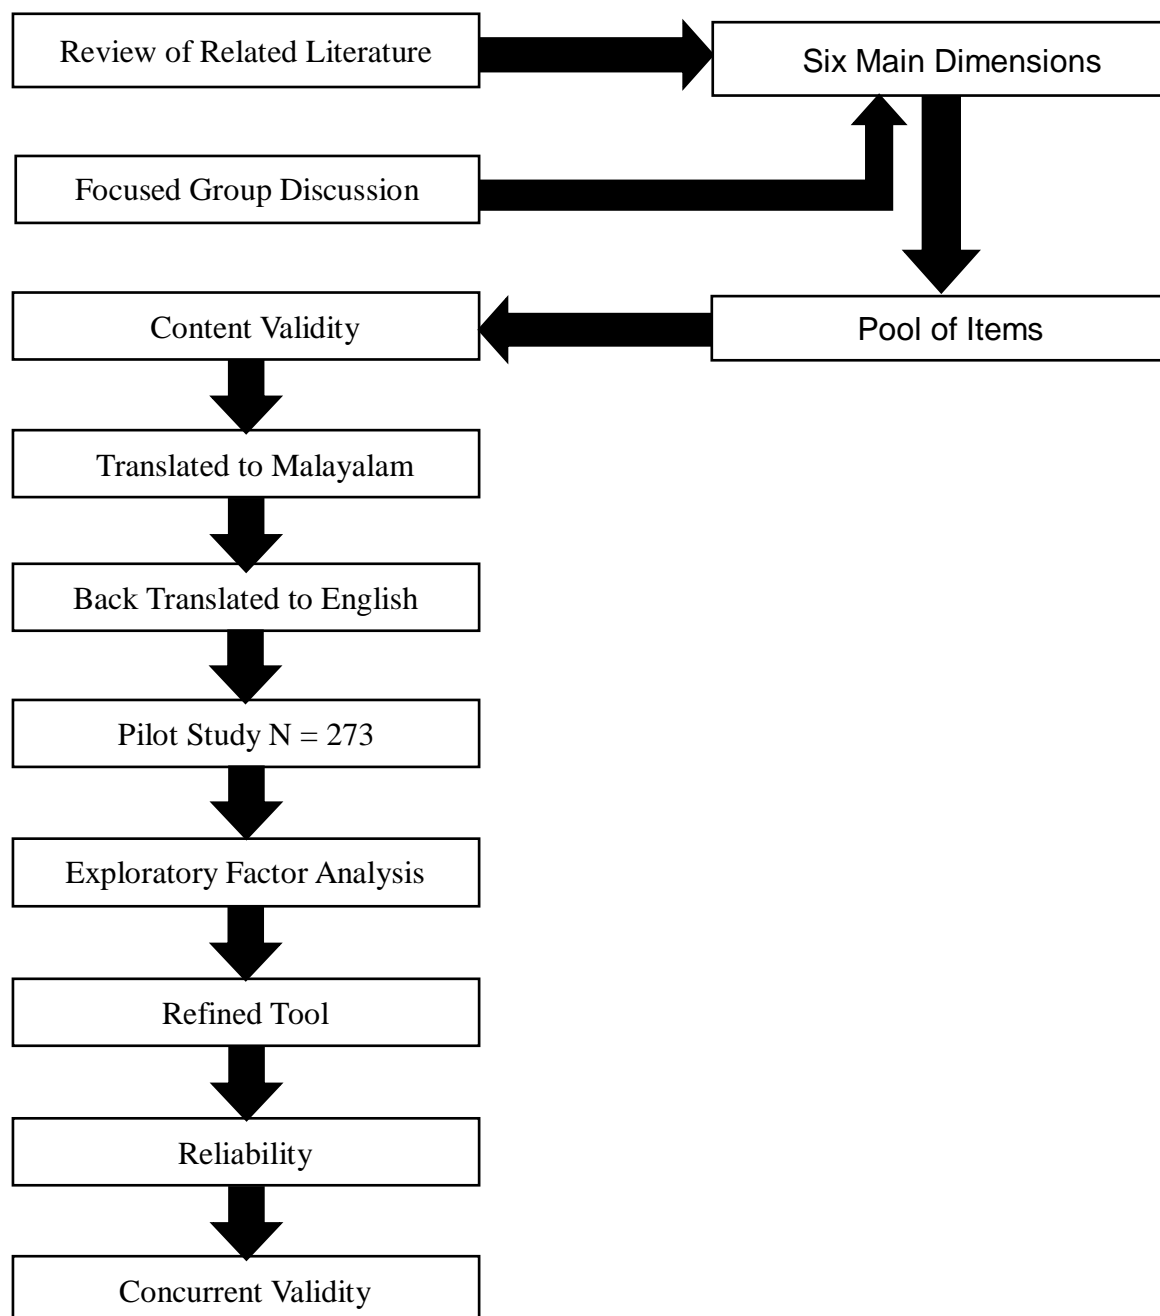 Review of Related Literature
Six Main Dimensions
Focused Group Discussion
Content Validity
Pool of Items
Translated to Malayalam
Back Translated to English
Pilot Study N = 273
Exploratory Factor Analysis
Refined Tool
Reliability
Concurrent Validity